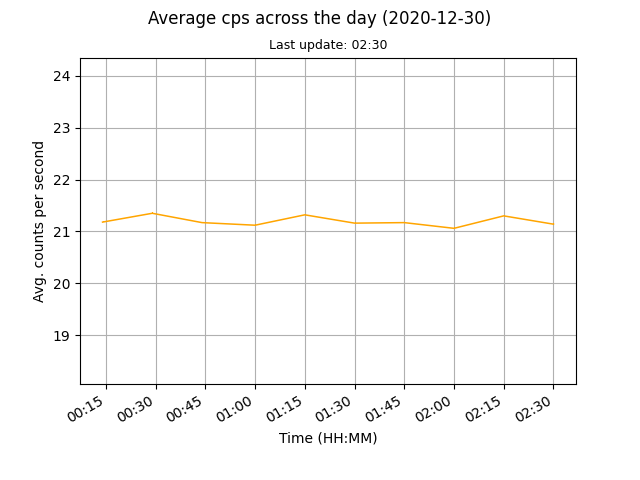 Average cps across the day (2020-12-30)
Last update: 02:30
24
23
22
21
20
19
Avg. counts per second
00:15 00:30 00:45 01:00 01:15 01:30 01:45 02:00 02:15 02:30
Time (HH:MM)